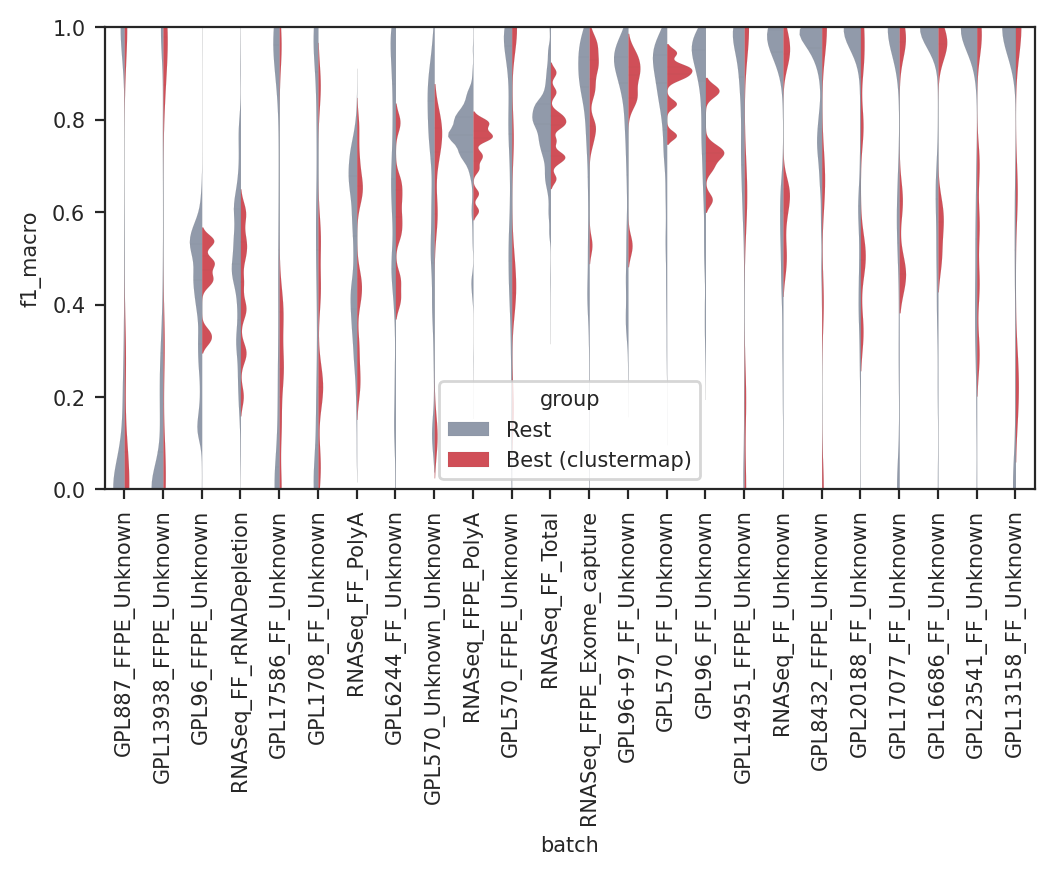 1.0
0.8
0.6
0.4
0.2
0.0
f1_macro
group
Rest
Best (clustermap)
GPL887_FFPE_Unknown
GPL13938_FFPE_Unknown
GPL96_FFPE_Unknown
RNASeq_FF_rRNADepletion
GPL17586_FF_Unknown
GPL1708_FF_Unknown
RNASeq_FF_PolyA
GPL6244_FF_Unknown
GPL570_Unknown_Unknown
RNASeq_FFPE_PolyA
GPL570_FFPE_Unknown
RNASeq_FF_Total
RNASeq_FFPE_Exome_capture
GPL96+97_FF_Unknown
GPL570_FF_Unknown
GPL96_FF_Unknown
GPL14951_FFPE_Unknown
RNASeq_FF_Unknown
GPL8432_FFPE_Unknown
GPL20188_FF_Unknown
GPL17077_FF_Unknown
GPL16686_FF_Unknown
GPL23541_FF_Unknown
GPL13158_FF_Unknown
batch